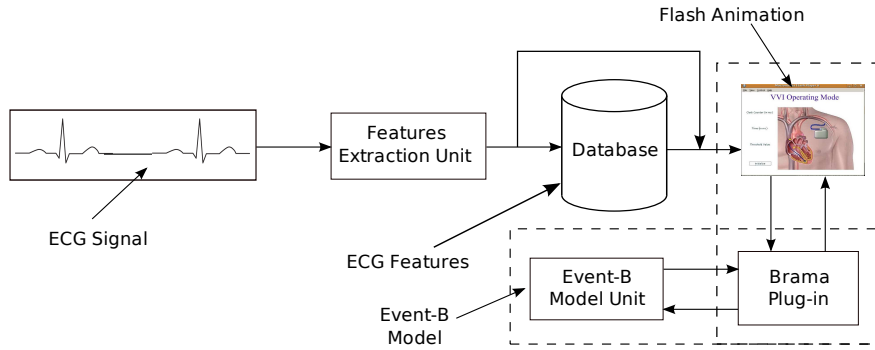 Flash Animation
VVI Operating Mode
Features
Extraction Unit
Database
ECG Signal
ECG Features
Event-B
Model Unit
Brama
Plug-in
Event-B
Model